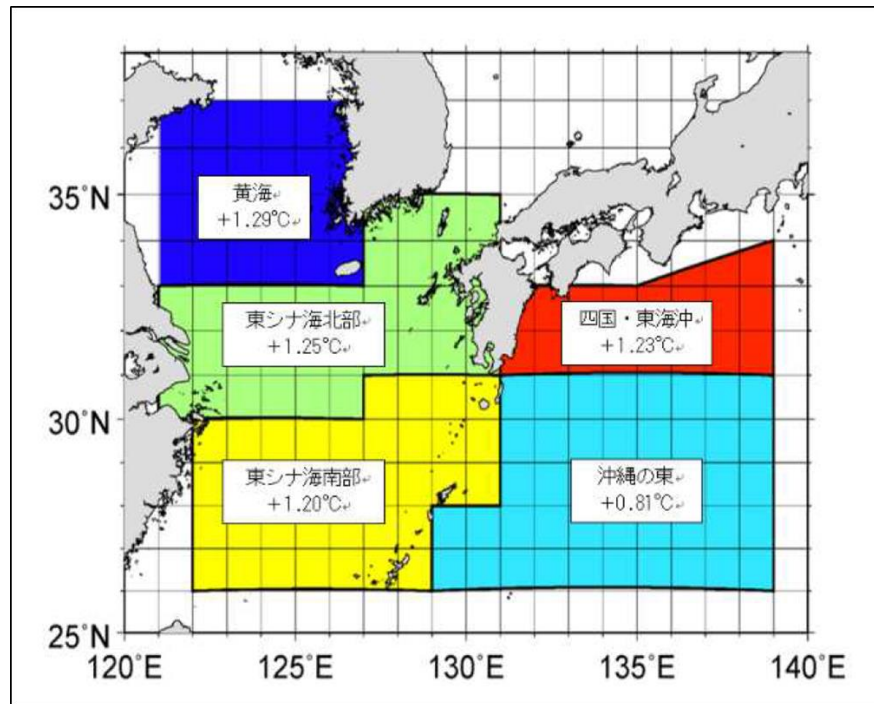 黄海
+1.29℃
35°N
東シナ海北部
+1.25℃
四国・東海沖
+1.23℃
30°N
東シナ海南部
+1.20℃
沖縄の東
+0.81℃
25°N
120°E
125°E
130°E
135°E
140°E